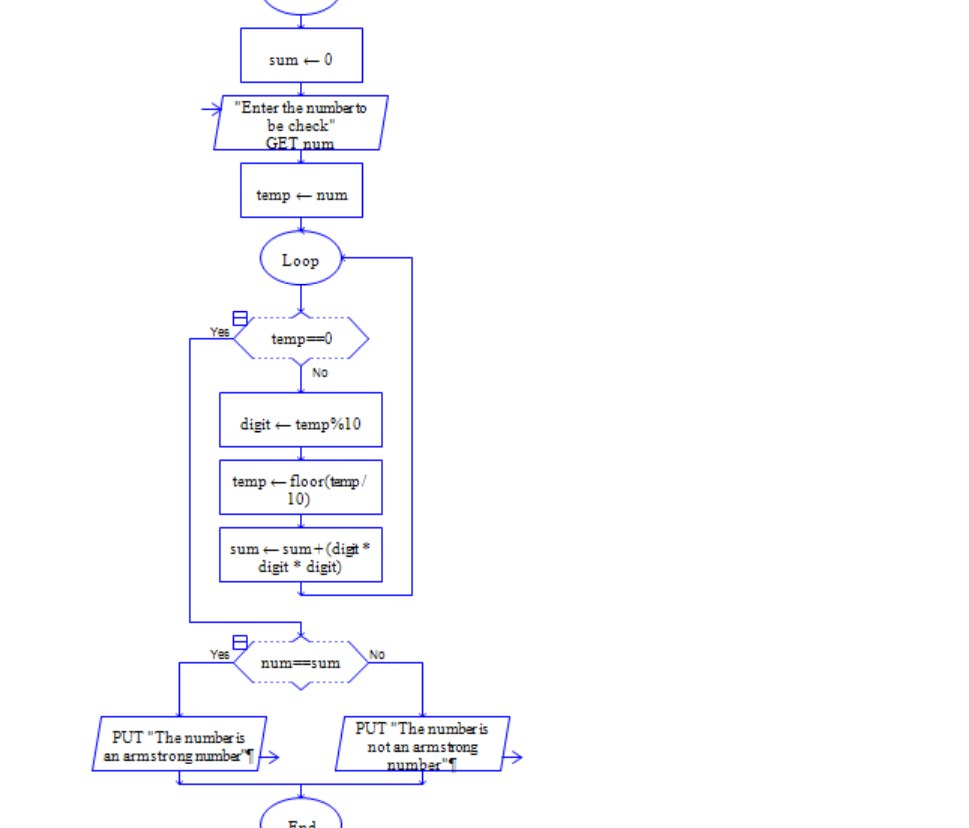 sum ← 0
"Enter the number to
be check"
GET num
temp ← num
Loop
Yes
temp==0
No
digit ← temp%10
temp ← floor(temp/
10)
sum ← sum+(digit *
digit * digit)
Yes
num==sum
No
PUT "The number is
an armstrong number"¶
PUT "The number is
not an armstrong
number"¶
End